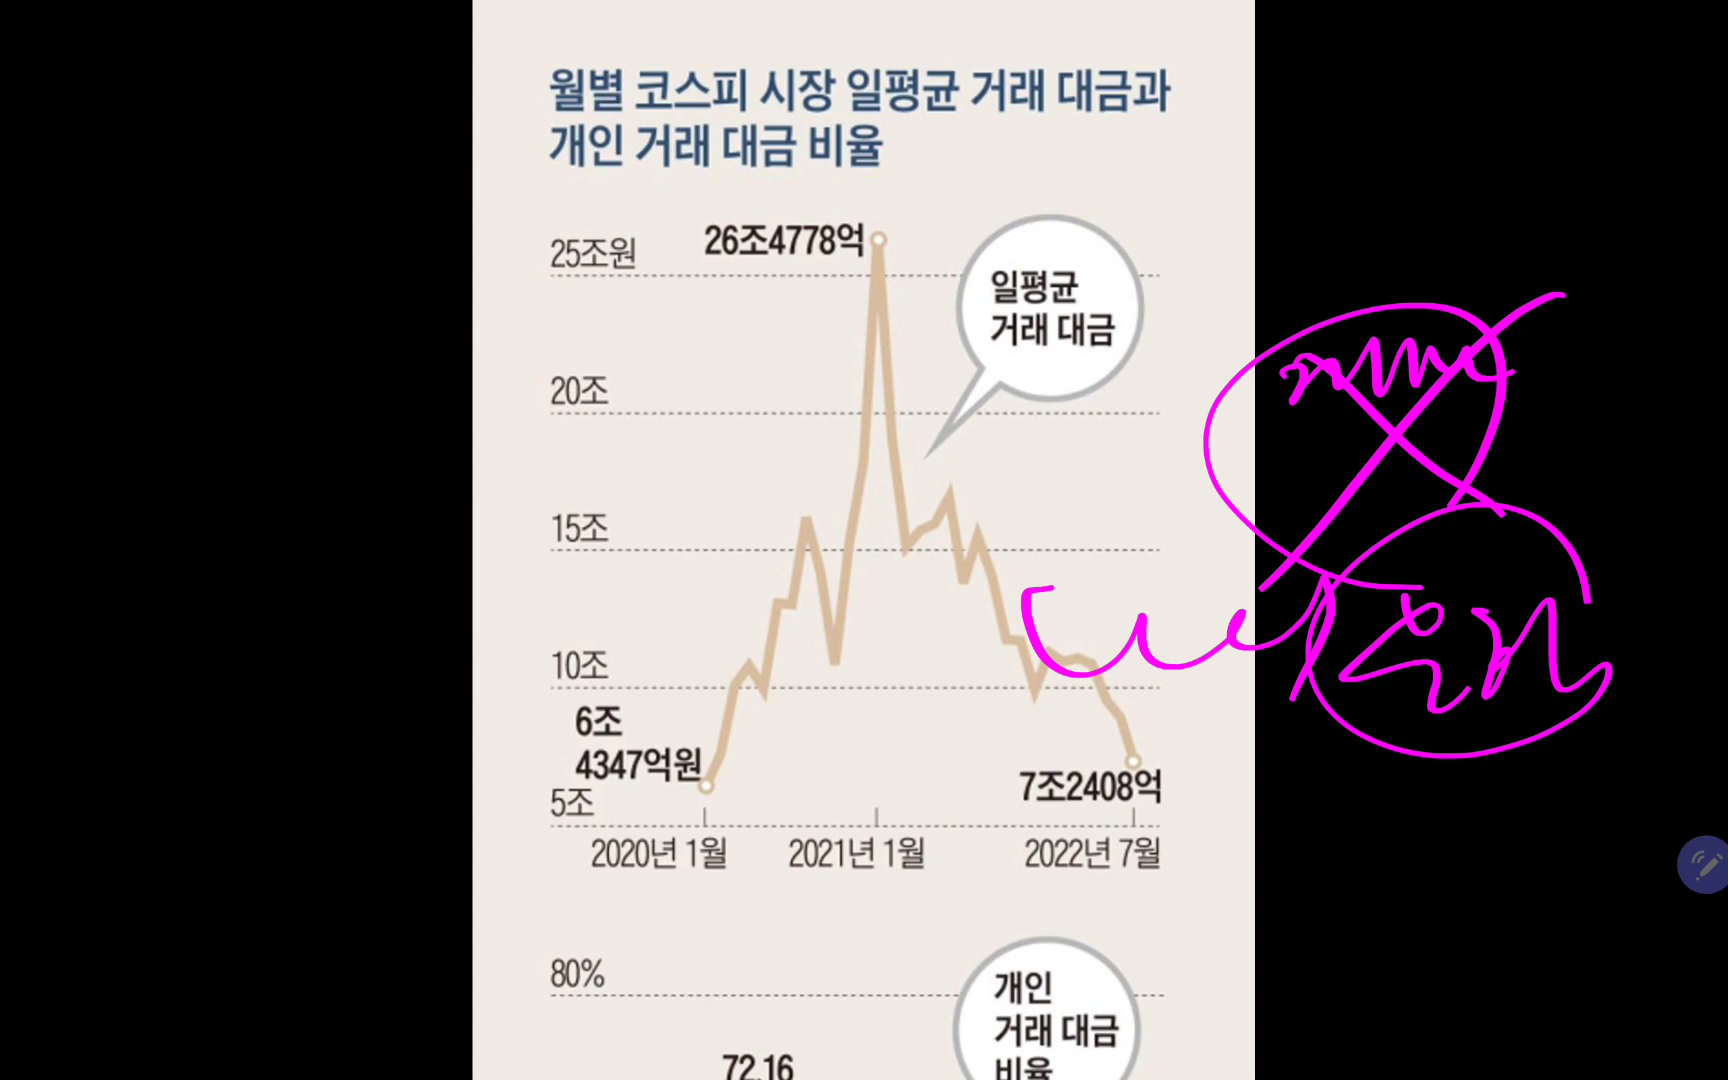 월별 코스피 시장 일평균 거래 대금과
개인 거래 대금 비율
25조원
26조4778억
일평균
거래 대금
20조
15조
10조
6조
4347억원
5조
7조2408억
2020년 1월
2021년 1월
2022년 7월
80%
개인
거래 대금
비율
72.16